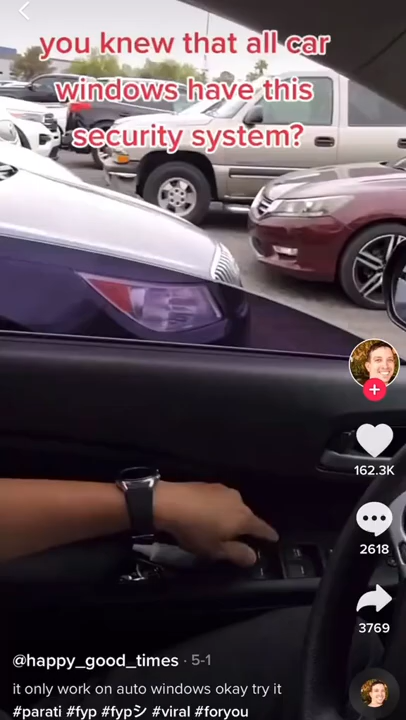 you knew that all car
windows have this
security system?
162.3K
2618
3769
@happy_good_times · 5-1
it only work on auto windows okay try it
#parati #fyp #fypシ #viral #foryou